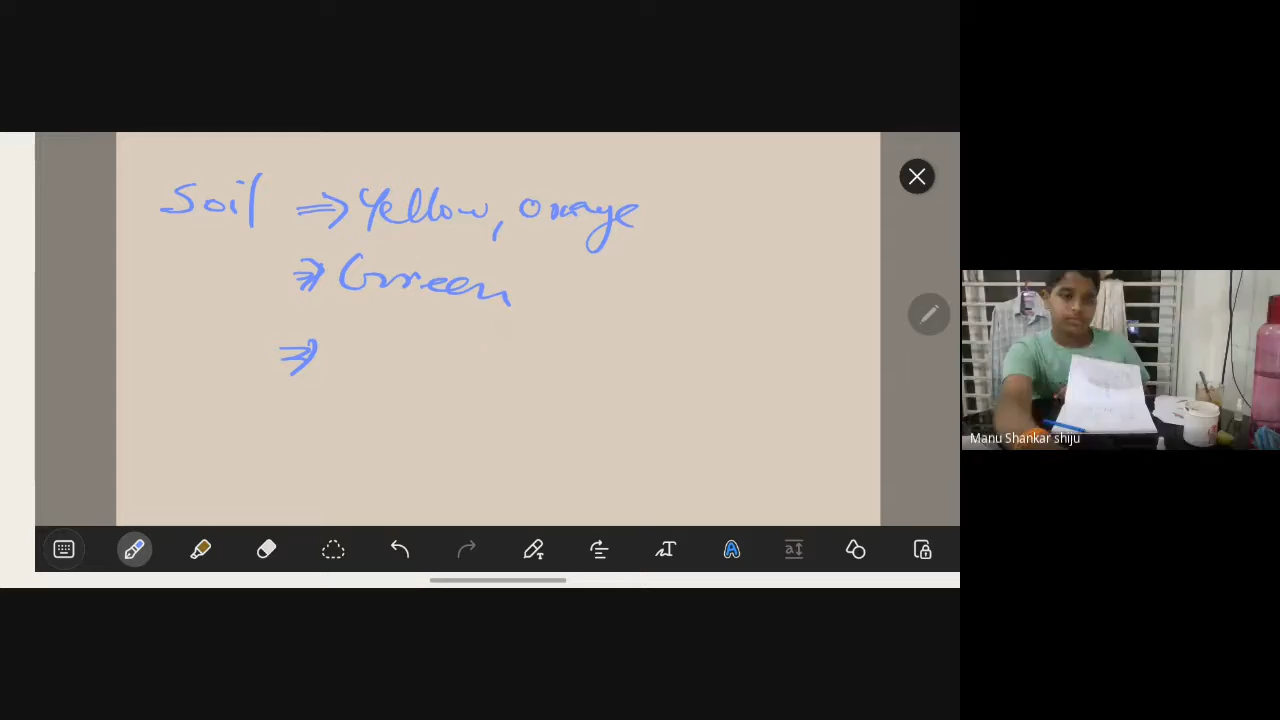 Soil ⇒ Yellow, Orange
⇒ Green
⇒
Manu Shankar shiju